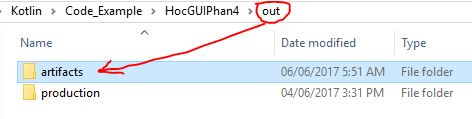 Kotlin > Code_Example > HocGUIPhan4 > out
Name Date modified Type
artifacts 06/06/2017 5:51 AM File folder
production 04/06/2017 3:31 PM File folder